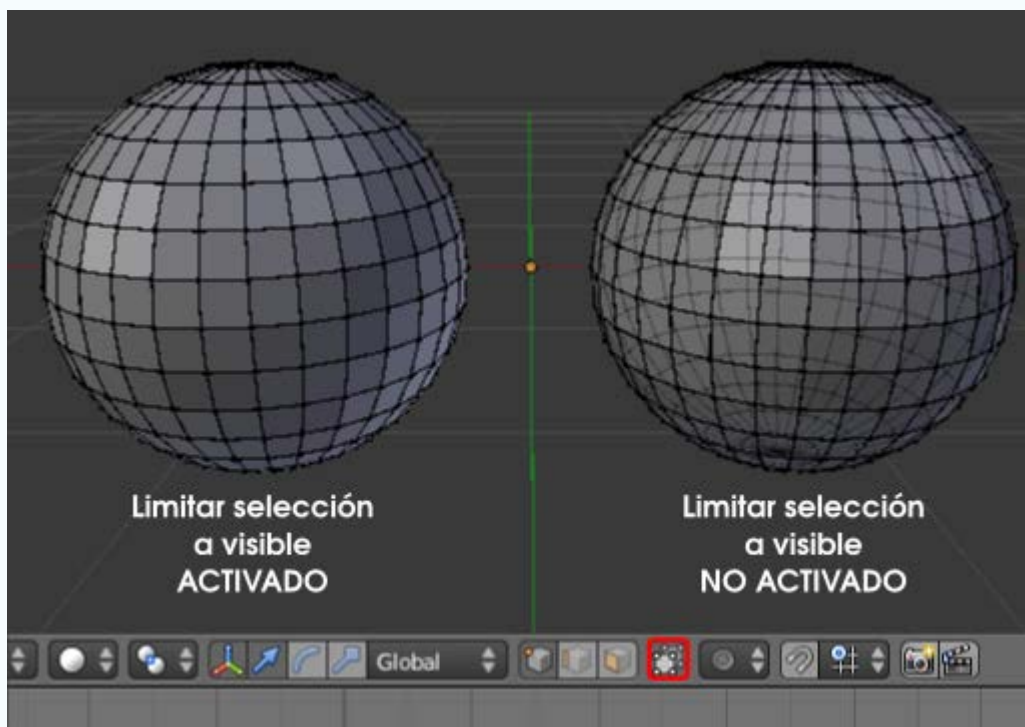 Limitar selección
a visible
ACTIVADO
Limitar selección
a visible
NO ACTIVADO
Global